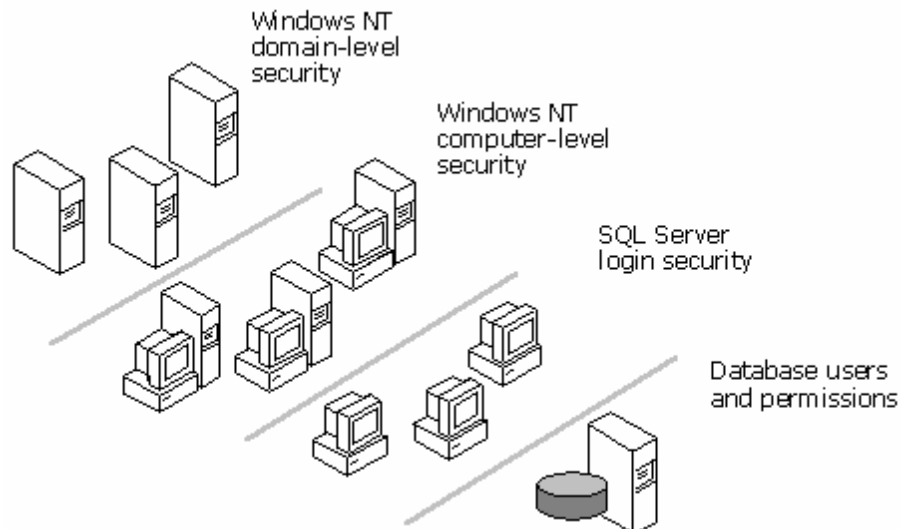 Windows NT
domain-level
security
Windows NT
computer-level
security
SQL Server
login security
Database users
and permissions